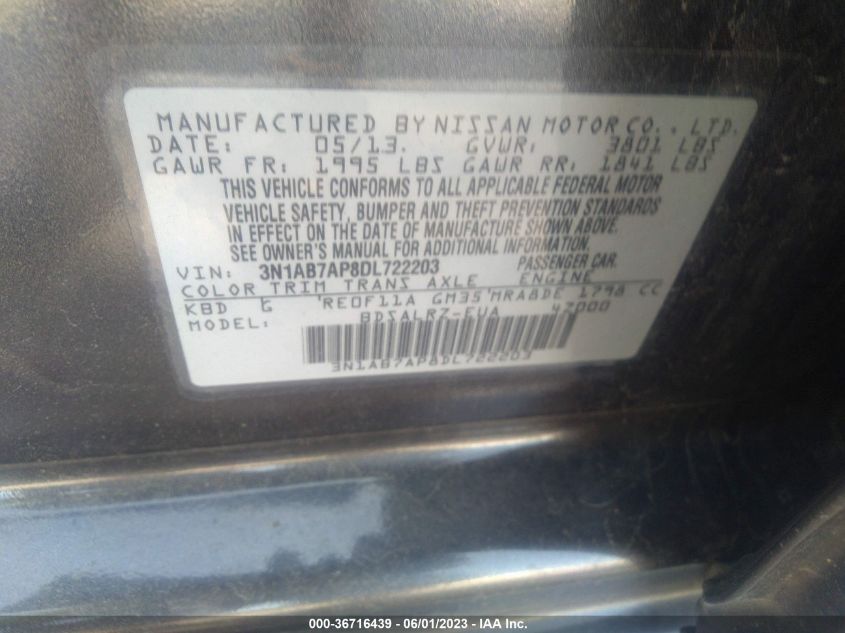 MANUFACTURED BY NISSAN MOTOR CO., LTD.
DATE: 05/13. GVWR: 3801 LBS
GAWR FR: 1995 LBS GAWR RR: 1841 LBS
THIS VEHICLE CONFORMS TO ALL APPLICABLE FEDERAL MOTOR
VEHICLE SAFETY, BUMPER AND THEFT PREVENTION STANDARDS
IN EFFECT ON THE DATE OF MANUFACTURE SHOWN ABOVE.
SEE OWNER'S MANUAL FOR ADDITIONAL INFORMATION.
VIN: 3N1AB7AP8DL722203 PASSENGER CAR.
COLOR TRIM TRANS AXLE ENGINE
KBD G RE0F11A GM35 MRA8DE 1798 CC
MODEL: BDSALRZ-EUA 47000
3N1AB7AP8DL722203
000-36716439 - 06/01/2023 - IAA Inc.